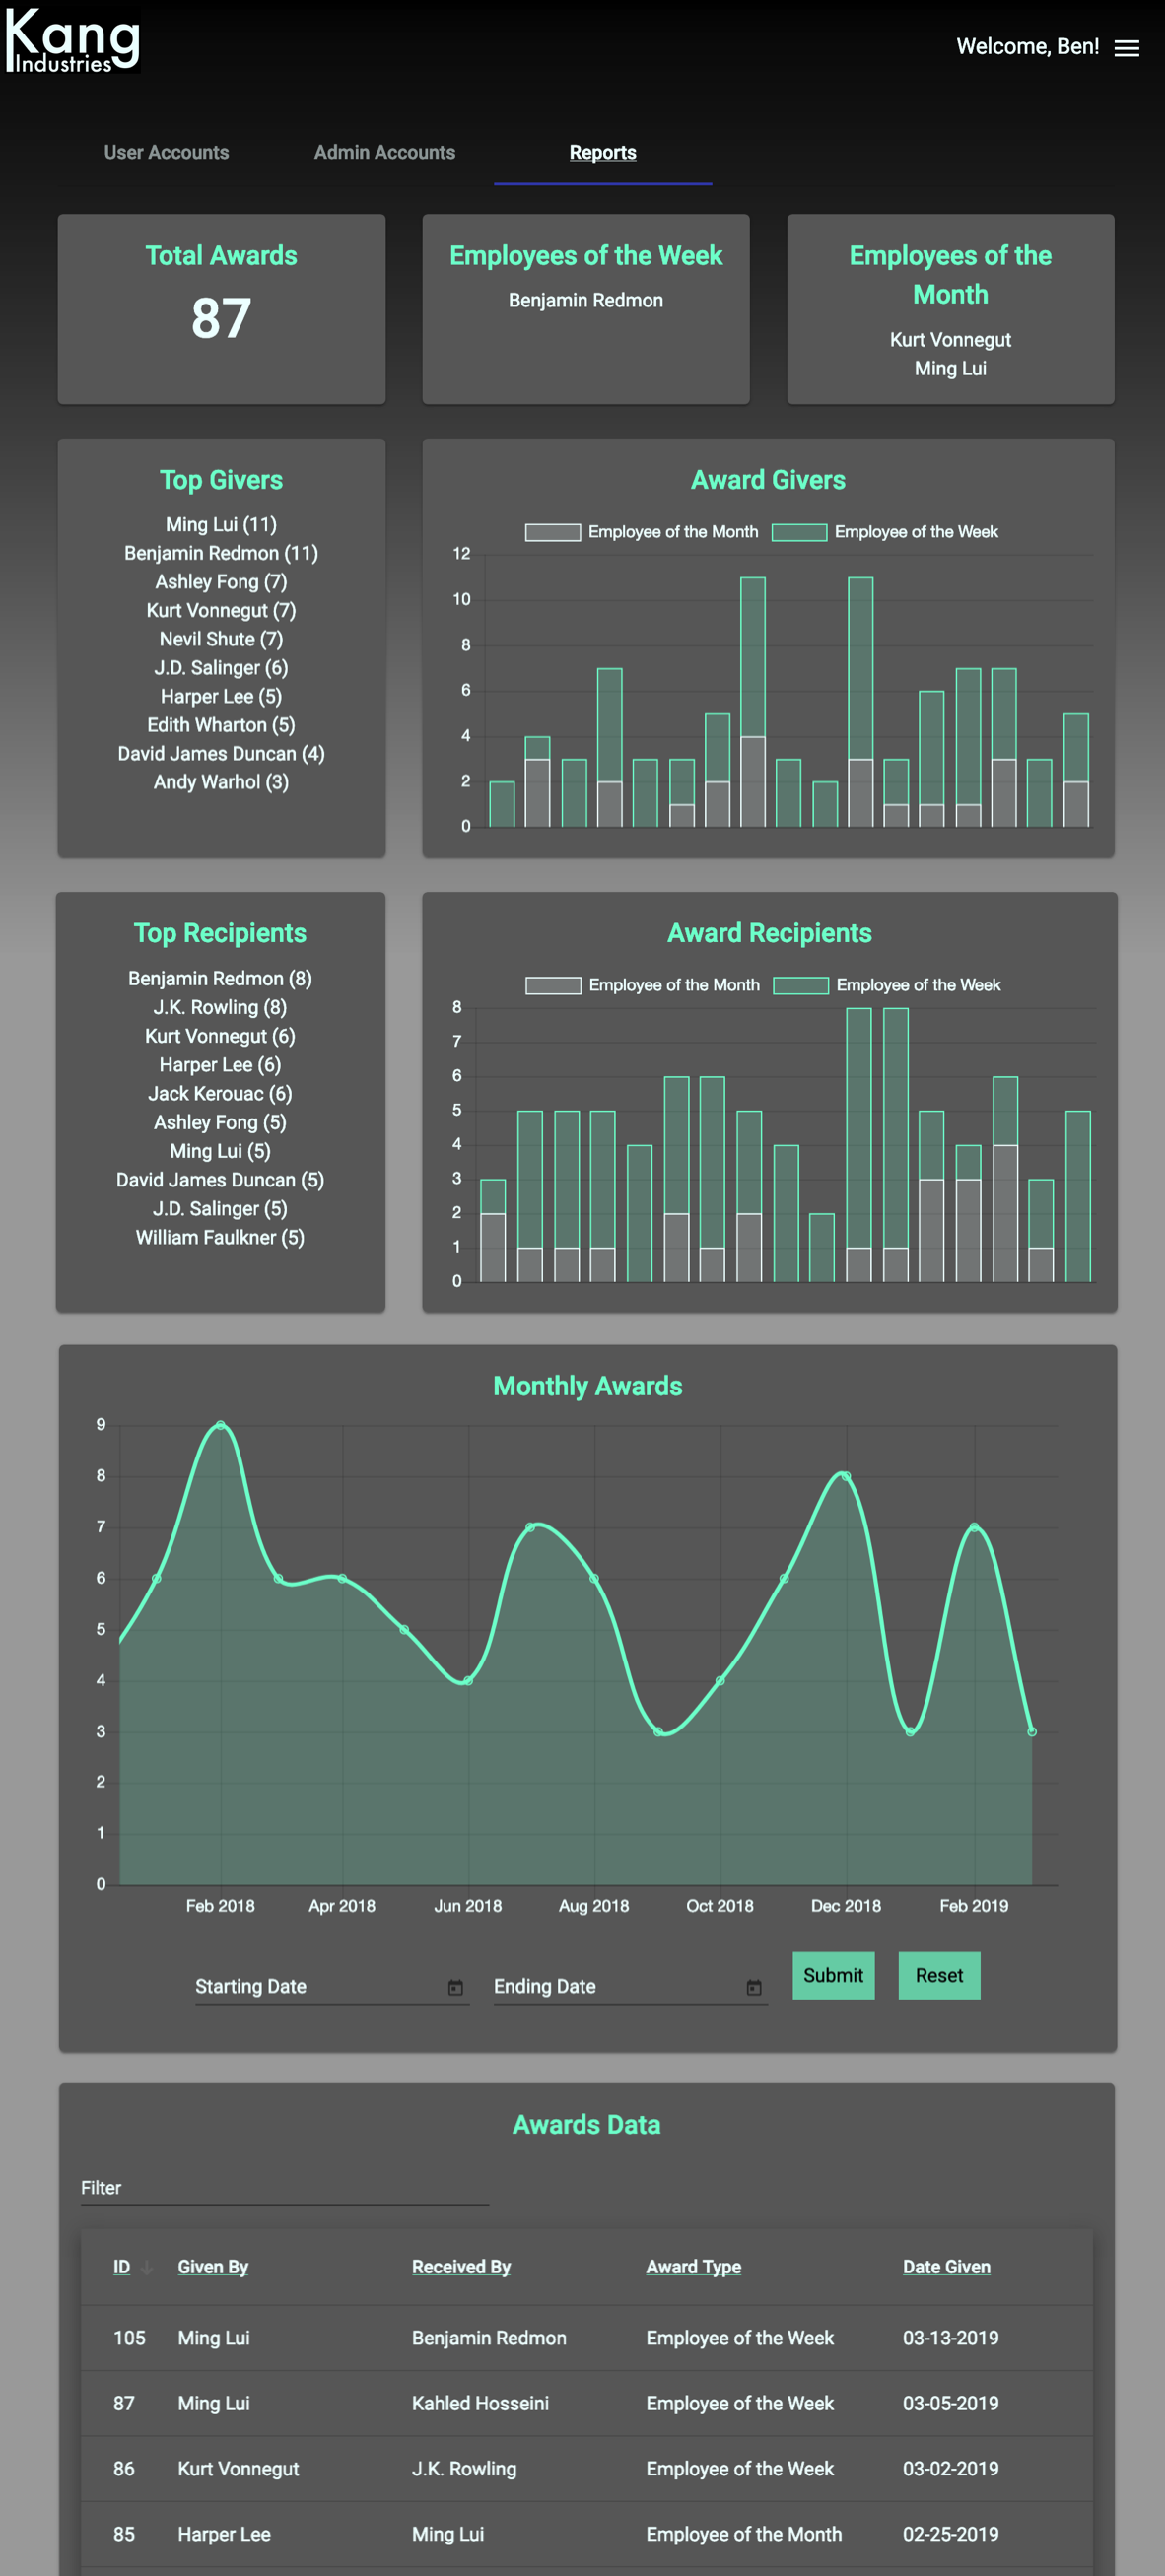 Kang
Industries
Welcome, Ben!
User Accounts Admin Accounts Reports
Total Awards
87
Employees of the Week
Benjamin Redmon
Employees of the
Month
Kurt Vonnegut
Ming Lui
Top Givers
Ming Lui (11)
Benjamin Redmon (11)
Ashley Fong (7)
Kurt Vonnegut (7)
Nevil Shute (7)
J.D. Salinger (6)
Harper Lee (5)
Edith Wharton (5)
David James Duncan (4)
Andy Warhol (3)
Award Givers
Employee of the Month Employee of the Week
12
10
8
6
4
2
0
Top Recipients
Benjamin Redmon (8)
J.K. Rowling (8)
Kurt Vonnegut (6)
Harper Lee (6)
Jack Kerouac (6)
Ashley Fong (5)
Ming Lui (5)
David James Duncan (5)
J.D. Salinger (5)
William Faulkner (5)
Award Recipients
Employee of the Month Employee of the Week
8
7
6
5
4
3
2
1
0
Monthly Awards
9
8
7
6
5
4
3
2
1
0
Feb 2018 Apr 2018 Jun 2018 Aug 2018 Oct 2018 Dec 2018 Feb 2019
Starting Date Ending Date Submit Reset
Awards Data
Filter
ID Given By Received By Award Type Date Given
105 Ming Lui Benjamin Redmon Employee of the Week 03-13-2019
87 Ming Lui Kahled Hosseini Employee of the Week 03-05-2019
86 Kurt Vonnegut J.K. Rowling Employee of the Week 03-02-2019
85 Harper Lee Ming Lui Employee of the Month 02-25-2019